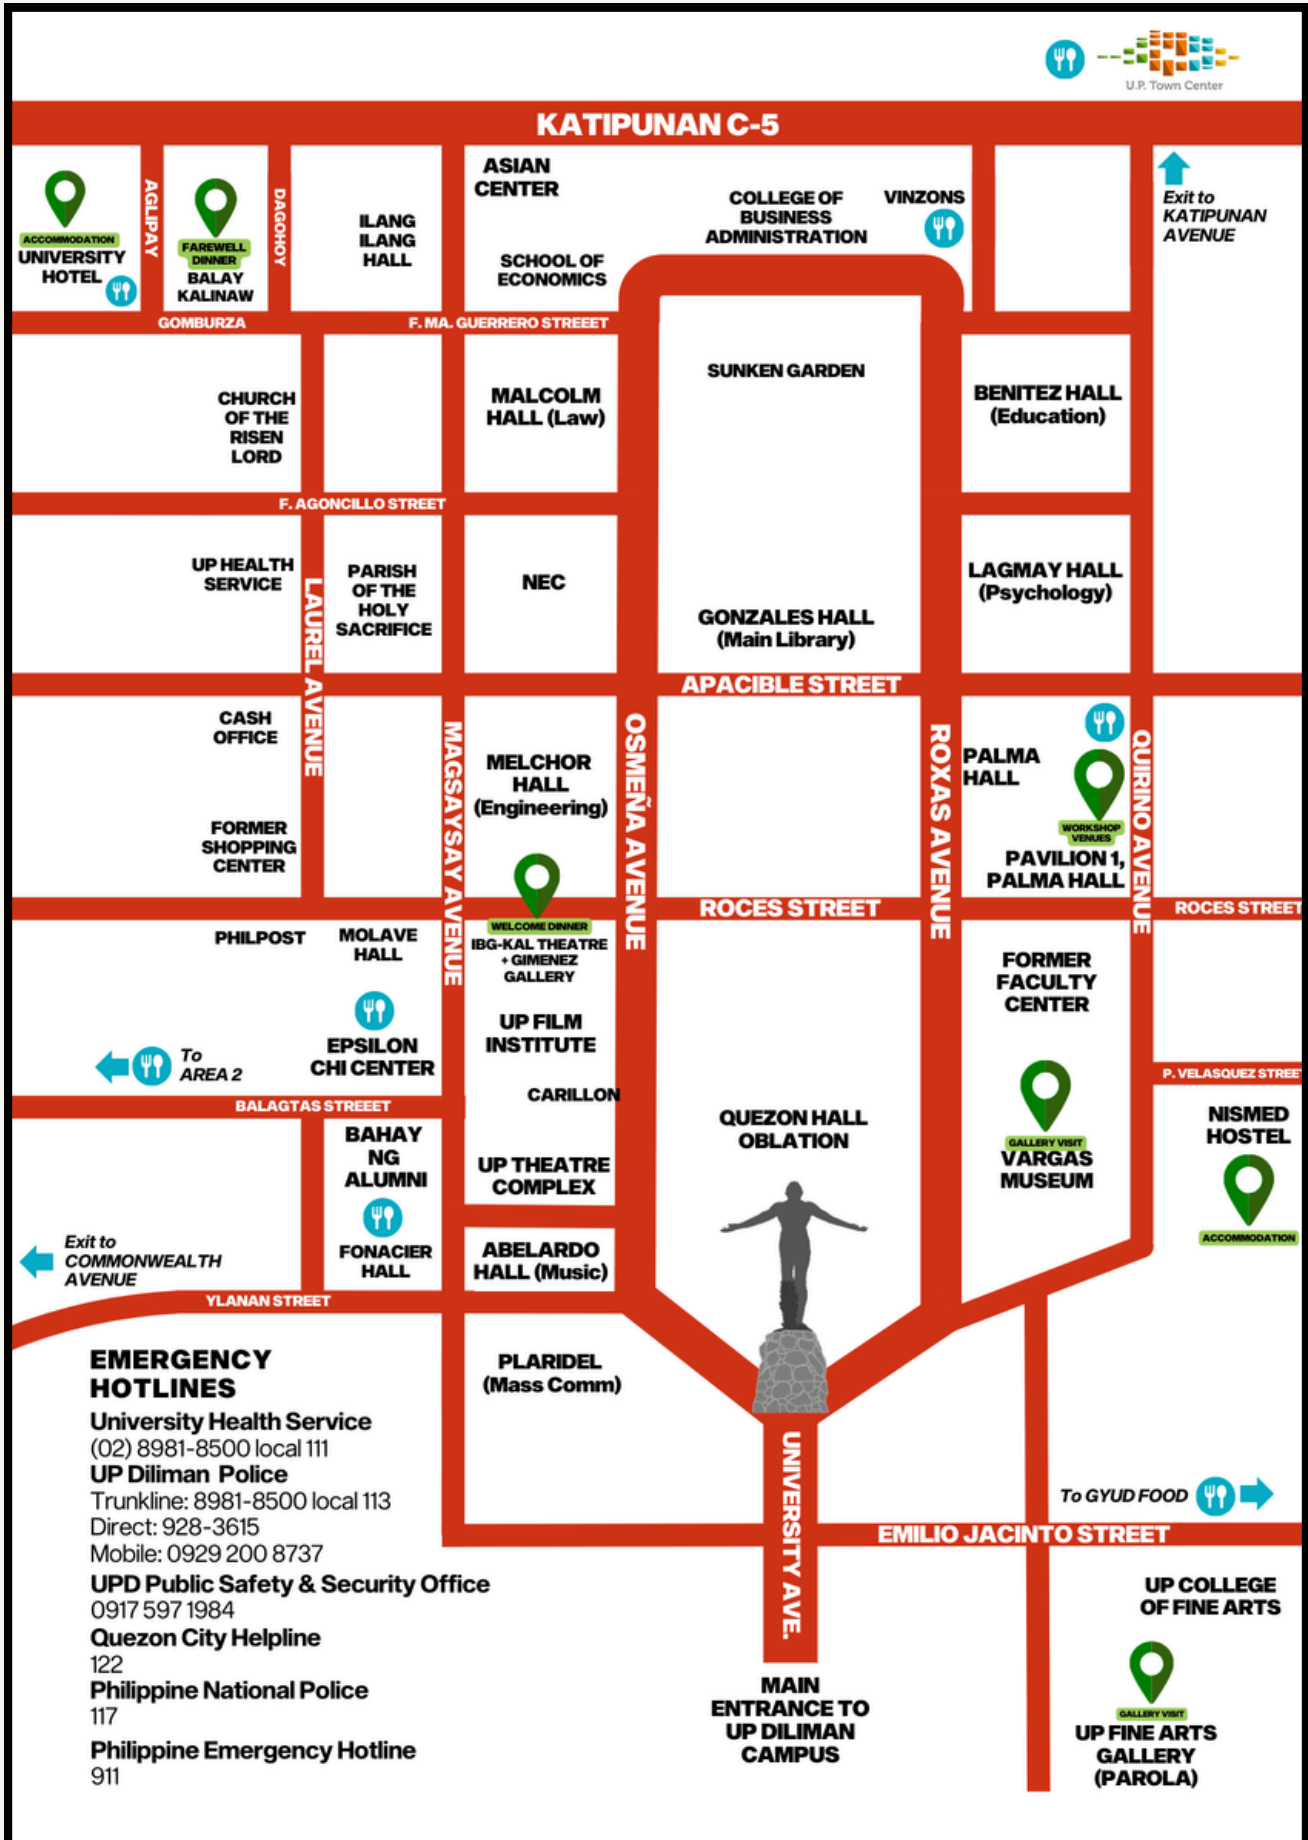 U.P. Town Center
KATIPUNAN C-5
ACCOMMODATION
UNIVERSITY
HOTEL
AGLIPAY
FAREWELL
DINNER
BALAY
KALINAW
DAGOHOY
ILANG
ILANG
HALL
ASIAN
CENTER
SCHOOL OF
ECONOMICS
COLLEGE OF
BUSINESS
ADMINISTRATION
VINZONS
Exit to
KATIPUNAN
AVENUE
GOMBURZA
F. MA. GUERRERO STREEET
CHURCH
OF THE
RISEN
LORD
MALCOLM
HALL (Law)
SUNKEN GARDEN
BENITEZ HALL
(Education)
F. AGONCILLO STREET
UP HEALTH
SERVICE
LAUREL AVENUE
PARISH
OF THE
HOLY
SACRIFICE
NEC
GONZALES HALL
(Main Library)
LAGMAY HALL
(Psychology)
APACIBLE STREET
CASH
OFFICE
FORMER
SHOPPING
CENTER
MAGSAYSAY AVENUE
MELCHOR
HALL
(Engineering)
OSMEÑA AVENUE
ROXAS AVENUE
PALMA
HALL
WORKSHOP
VENUES
PAVILION 1,
PALMA HALL
QUIRINO AVENUE
ROCES STREET
ROCES STREET
PHILPOST
MOLAVE
HALL
WELCOME DINNER
IBG-KAL THEATRE
+ GIMENEZ
GALLERY
FORMER
FACULTY
CENTER
EPSILON
CHI CENTER
UP FILM
INSTITUTE
To
AREA 2
CARILLON
P. VELASQUEZ STREET
BALAGTAS STREEET
BAHAY
NG
ALUMNI
QUEZON HALL
OBLATION
GALLERY VISIT
VARGAS
MUSEUM
NISMED
HOSTEL
ACCOMMODATION
UP THEATRE
COMPLEX
Exit to
COMMONWEALTH
AVENUE
FONACIER
HALL
ABELARDO
HALL (Music)
YLANAN STREET
PLARIDEL
(Mass Comm)
EMERGENCY
HOTLINES
University Health Service
(02) 8981-8500 local 111
UP Diliman Police
Trunkline: 8981-8500 local 113
Direct: 928-3615
Mobile: 0929 200 8737
UPD Public Safety & Security Office
0917 597 1984
Quezon City Helpline
122
Philippine National Police
117
Philippine Emergency Hotline
911
UNIVERSITY AVE.
To GYUD FOOD
EMILIO JACINTO STREET
MAIN
ENTRANCE TO
UP DILIMAN
CAMPUS
UP COLLEGE
OF FINE ARTS
GALLERY VISIT
UP FINE ARTS
GALLERY
(PAROLA)